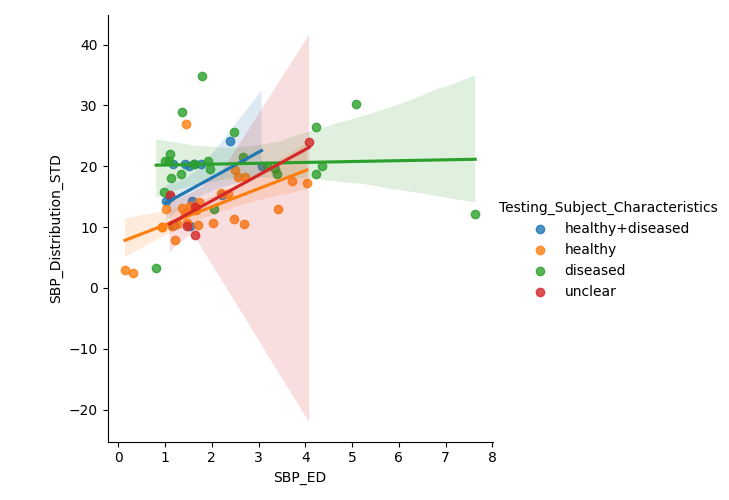 40
30
20
10
0
−10
−20
SBP_Distribution_STD
0 1 2 3 4 5 6 7 8
SBP_ED
Testing_Subject_Characteristics
healthy+diseased
healthy
diseased
unclear